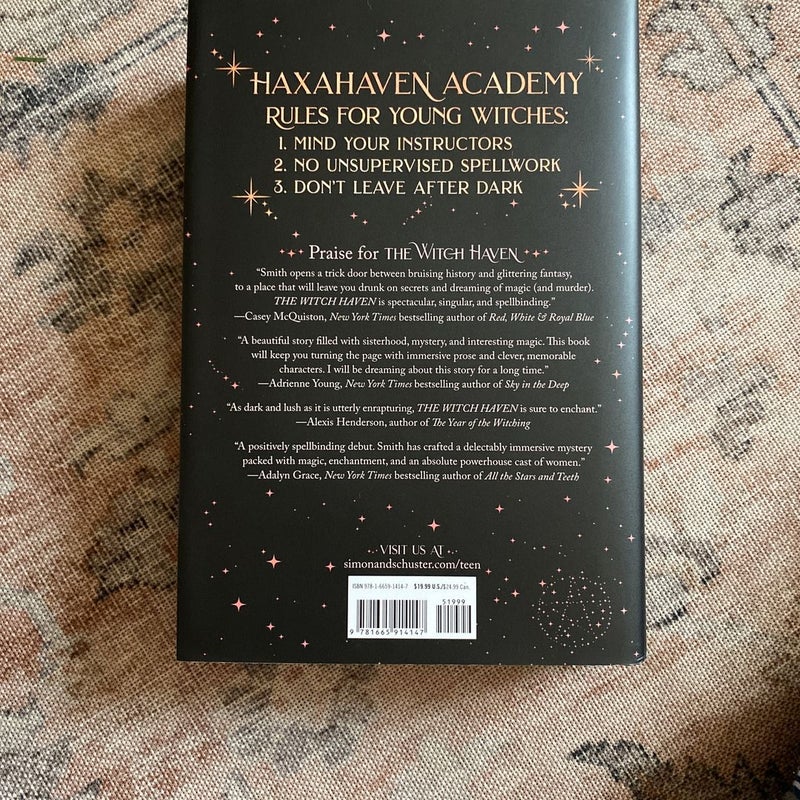 HAXAHAVEN ACADEMY
RULES FOR YOUNG WITCHES:
1. MIND YOUR INSTRUCTORS
2. NO UNSUPERVISED SPELLWORK
3. DON'T LEAVE AFTER DARK
Praise for THE WITCH HAVEN
“Smith opens a trick door between bruising history and glittering fantasy,
to a place that will leave you drunk on secrets and dreaming of magic (and murder).
THE WITCH HAVEN is spectacular, singular, and spellbinding.”
—Casey McQuiston, New York Times bestselling author of Red, White & Royal Blue
“A beautiful story filled with sisterhood, mystery, and interesting magic. This book
will keep you turning the page with immersive prose and clever, memorable
characters. I will be dreaming about this story for a long time.”
—Adrienne Young, New York Times bestselling author of Sky in the Deep
“As dark and lush as it is utterly enrapturing, THE WITCH HAVEN is sure to enchant.”
—Alexis Henderson, author of The Year of the Witching
“A positively spellbinding debut. Smith has crafted a delectably immersive mystery
packed with magic, enchantment, and an absolute powerhouse cast of women.”
—Adalyn Grace, New York Times bestselling author of All the Stars and Teeth
VISIT US AT
simonandschuster.com/teen
ISBN 978-1-6659-1414-7 $19.99 U.S./$24.99 Can.
51999
9 781665 914147